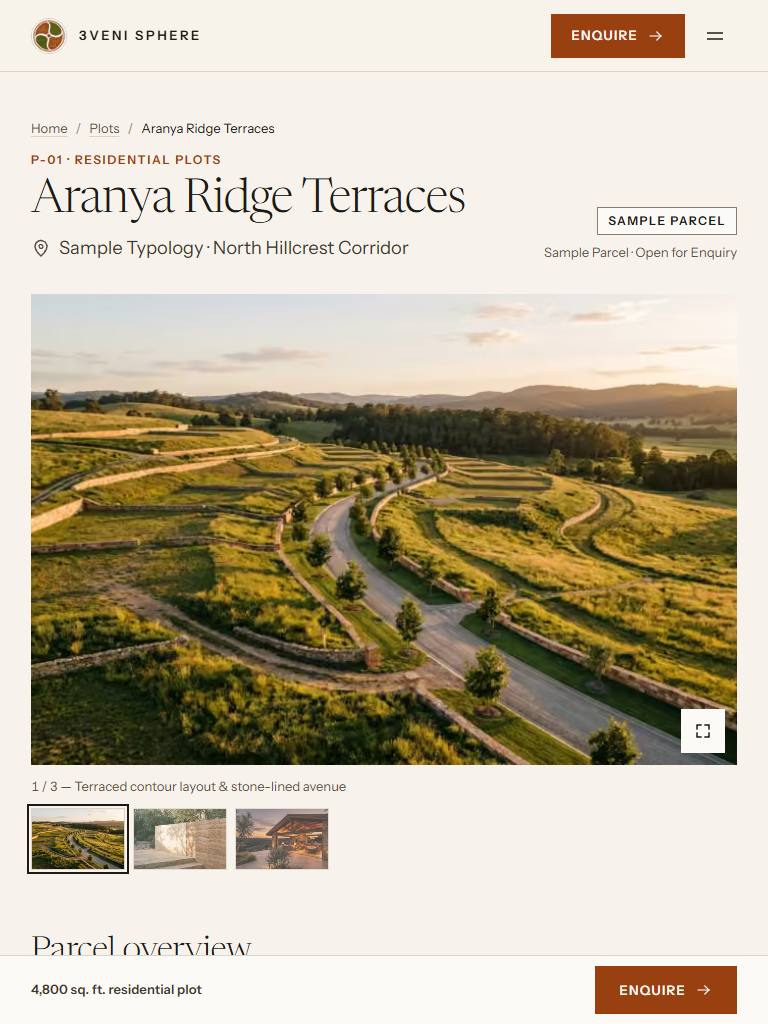 3VENI SPHERE
ENQUIRE
Home / Plots / Aranya Ridge Terraces
P-01 · RESIDENTIAL PLOTS
Aranya Ridge Terraces
SAMPLE PARCEL
Sample Typology · North Hillcrest Corridor
Sample Parcel · Open for Enquiry
1 / 3 — Terraced contour layout & stone-lined avenue
Parcel overview
4,800 sq. ft. residential plot
ENQUIRE